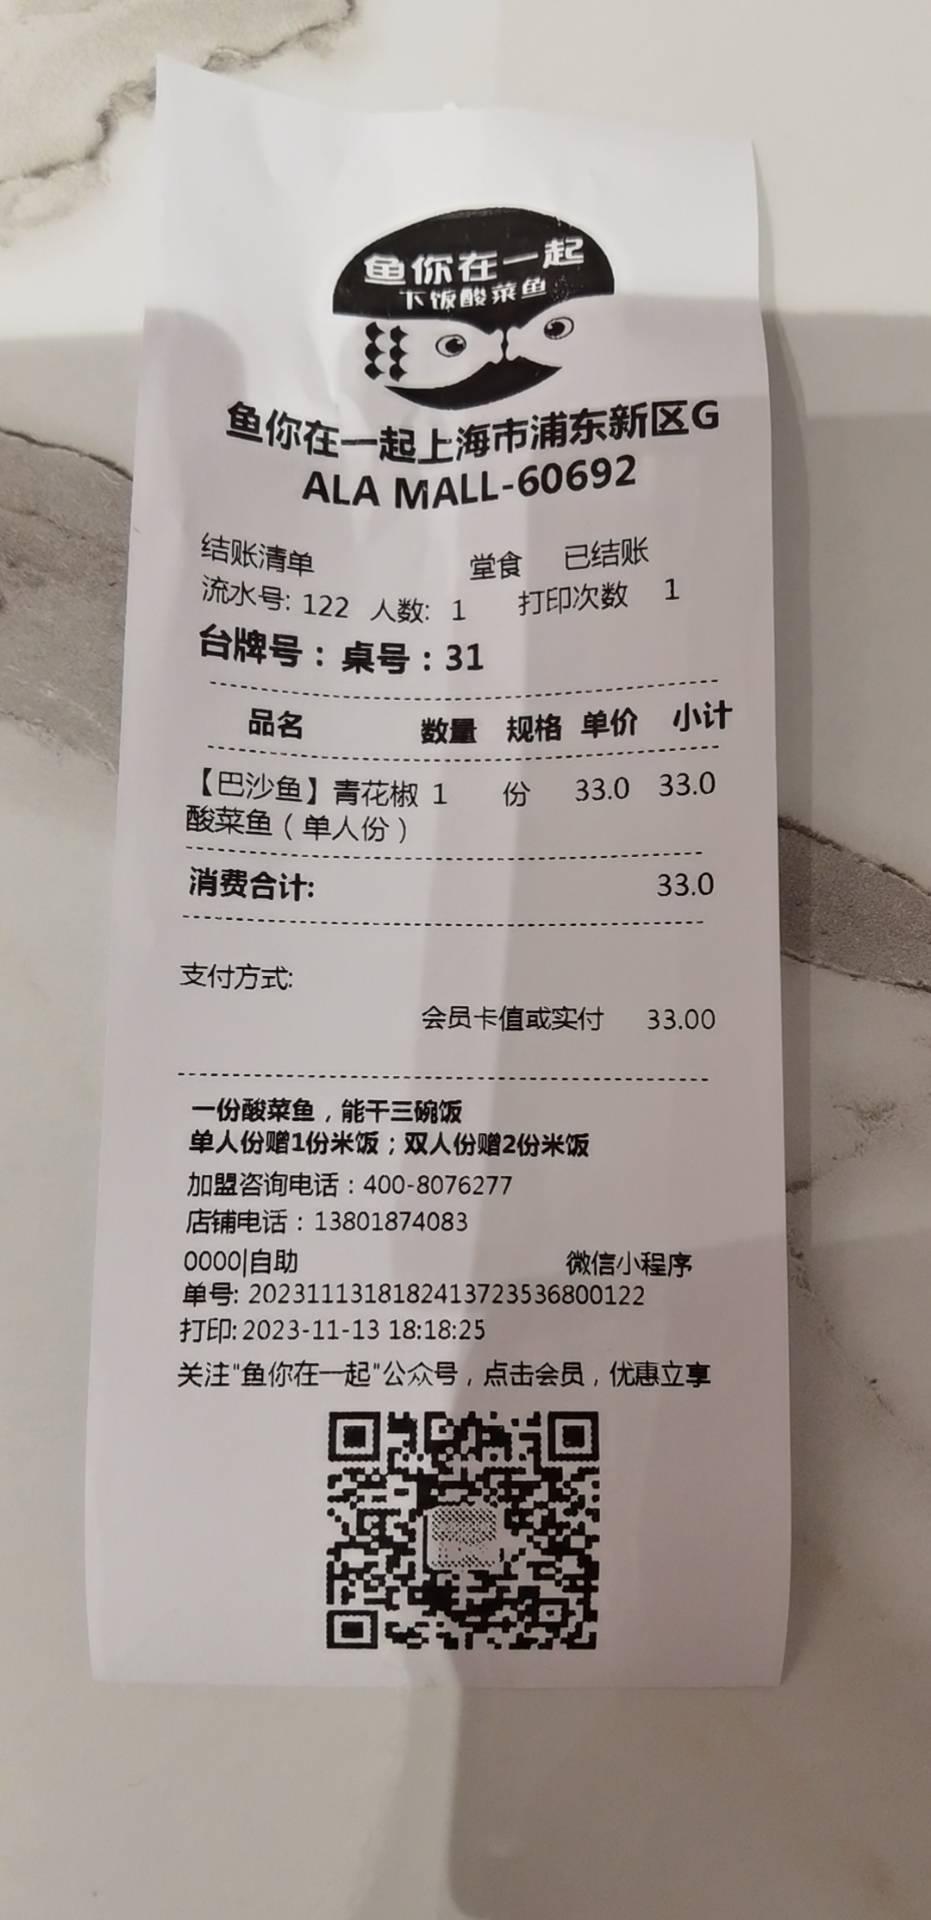 鱼你在一起
下饭酸菜鱼
鱼你在一起上海市浦东新区G
ALA MALL-60692
结账清单 堂食 已结账
流水号: 122 人数: 1 打印次数 1
台牌号：桌号：31
品名 数量 规格 单价 小计
【巴沙鱼】青花椒 1 份 33.0 33.0
酸菜鱼（单人份）
消费合计: 33.0
支付方式:
会员卡值或实付 33.00
一份酸菜鱼，能干三碗饭
单人份赠1份米饭；双人份赠2份米饭
加盟咨询电话：400-8076277
店铺电话：13801874083
0000|自助 微信小程序
单号: 2023111318182413723536800122
打印: 2023-11-13 18:18:25
关注"鱼你在一起"公众号，点击会员，优惠立享